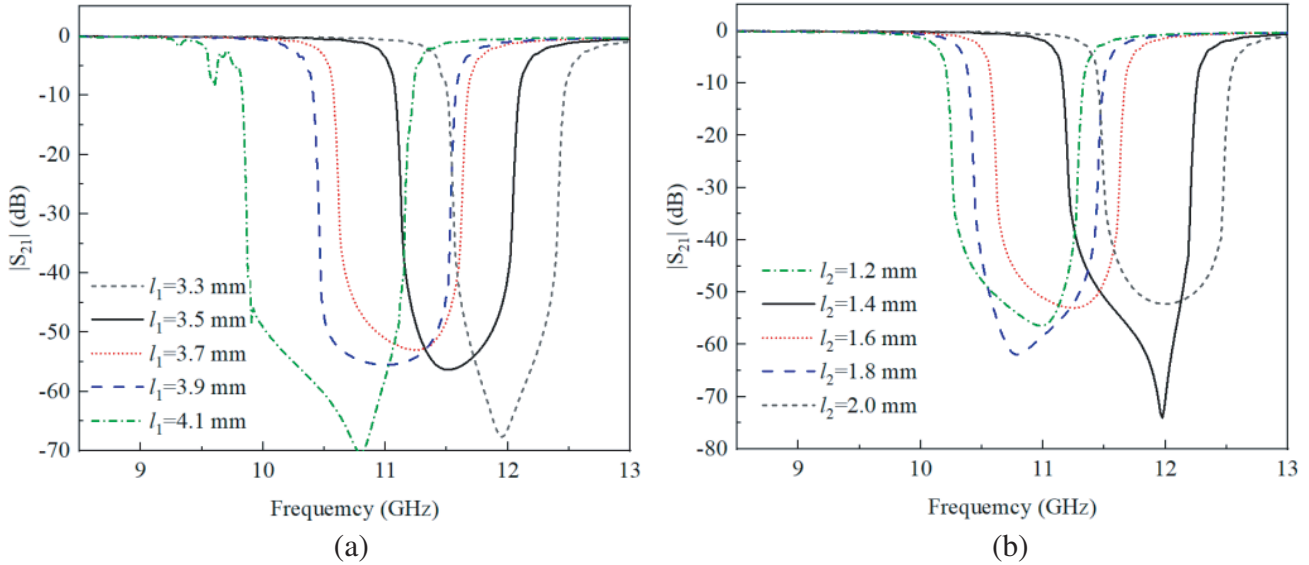 0
-10
-20
-30
-40
-50
-60
-70
|S21| (dB)
l1=3.3 mm
l1=3.5 mm
l1=3.7 mm
l1=3.9 mm
l1=4.1 mm
9 10 11 12 13
Frequemcy (GHz)
(a)
0
-10
-20
-30
-40
-50
-60
-70
-80
|S21| (dB)
l2=1.2 mm
l2=1.4 mm
l2=1.6 mm
l2=1.8 mm
l2=2.0 mm
9 10 11 12 13
Frequemcy (GHz)
(b)